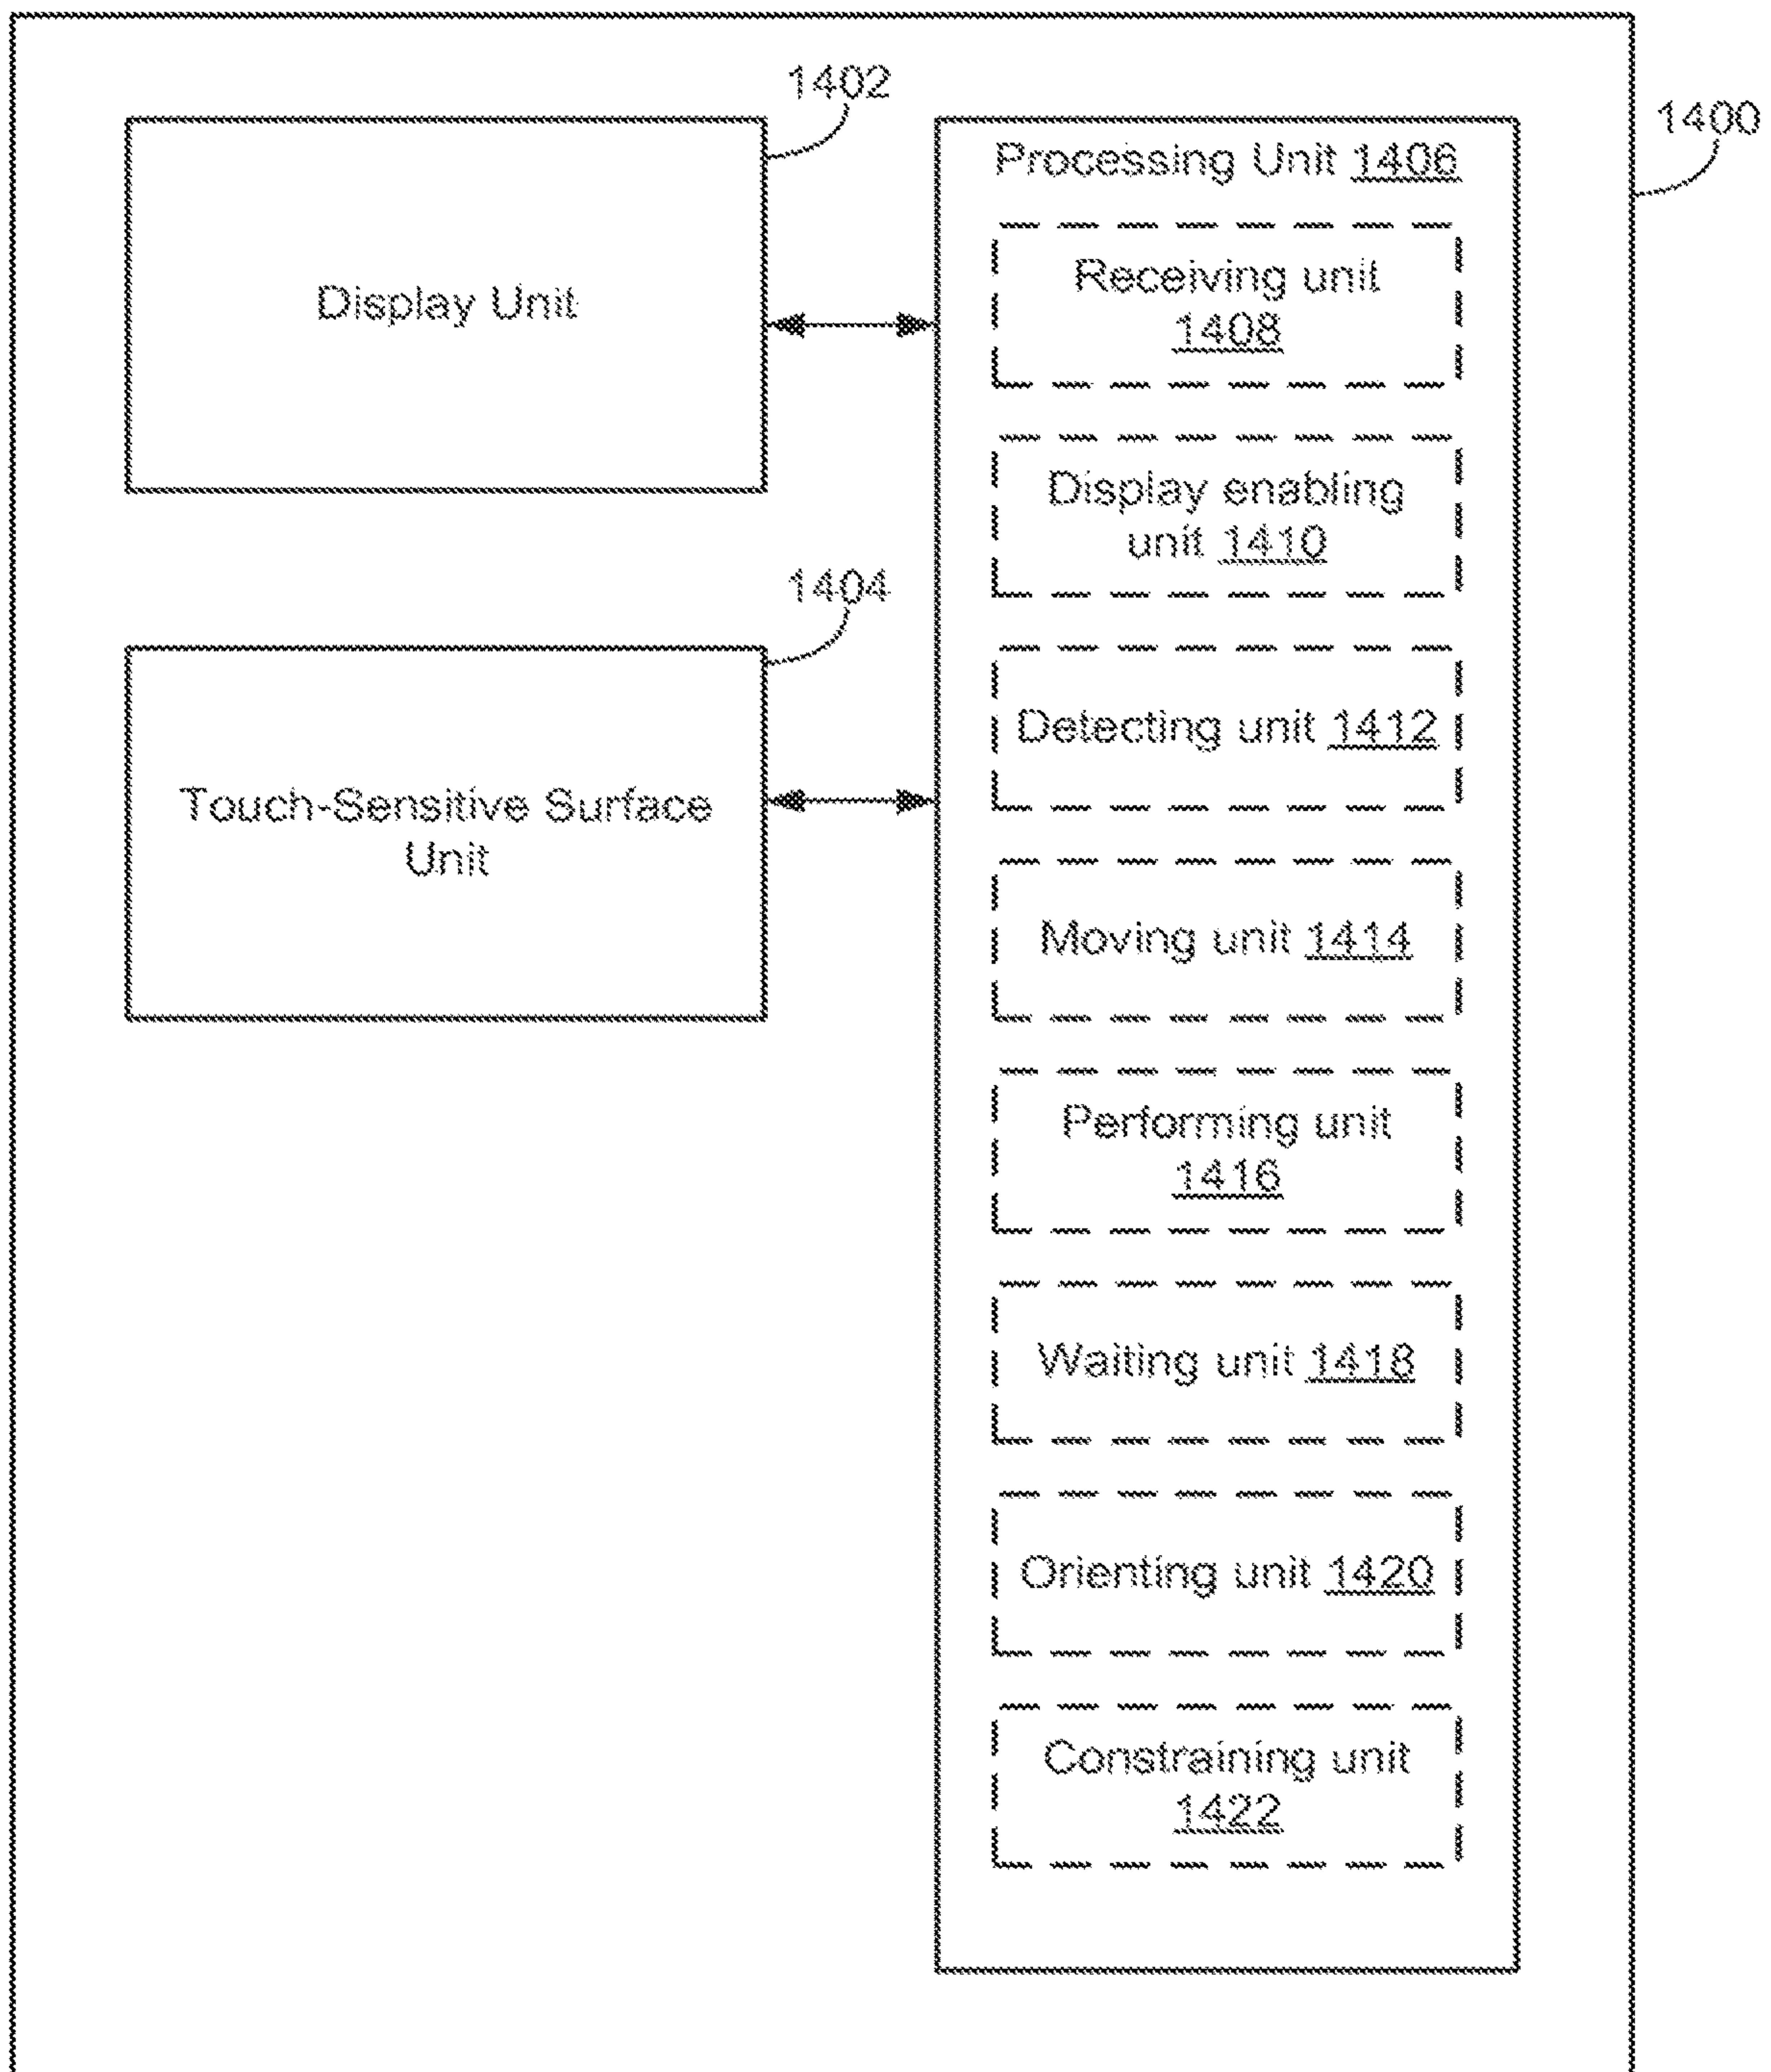 1402
1400
Display Unit
1404
Touch-Sensitive Surface
Unit
Processing Unit 1406
Receiving unit
1408
Display enabling
unit 1410
Detecting unit 1412
Moving unit 1414
Performing unit
1416
Waiting unit 1418
Orienting unit 1420
Constraining unit
1422